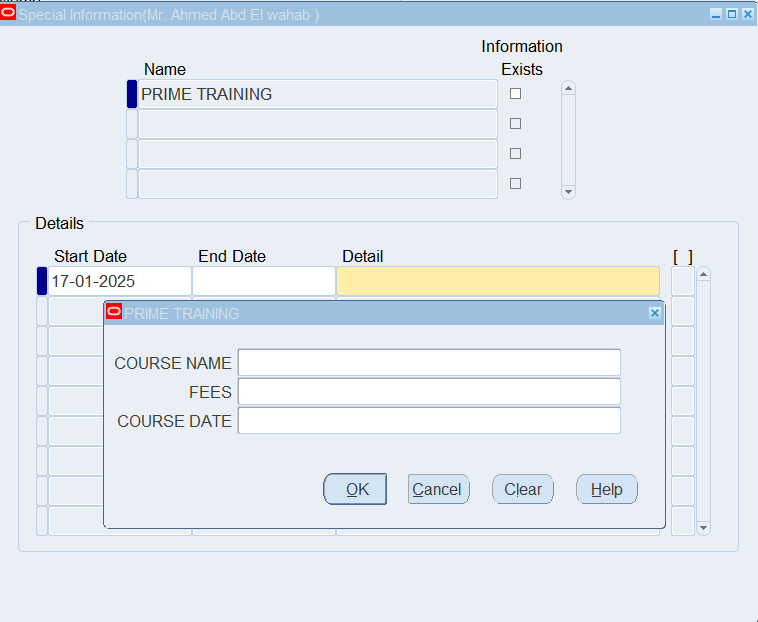 Special Information(Mr. Ahmed Abd El wahab )
Information
Name Exists
PRIME TRAINING
Details
Start Date End Date Detail [ ]
17-01-2025
PRIME TRAINING
COURSE NAME
FEES
COURSE DATE
OK Cancel Clear Help